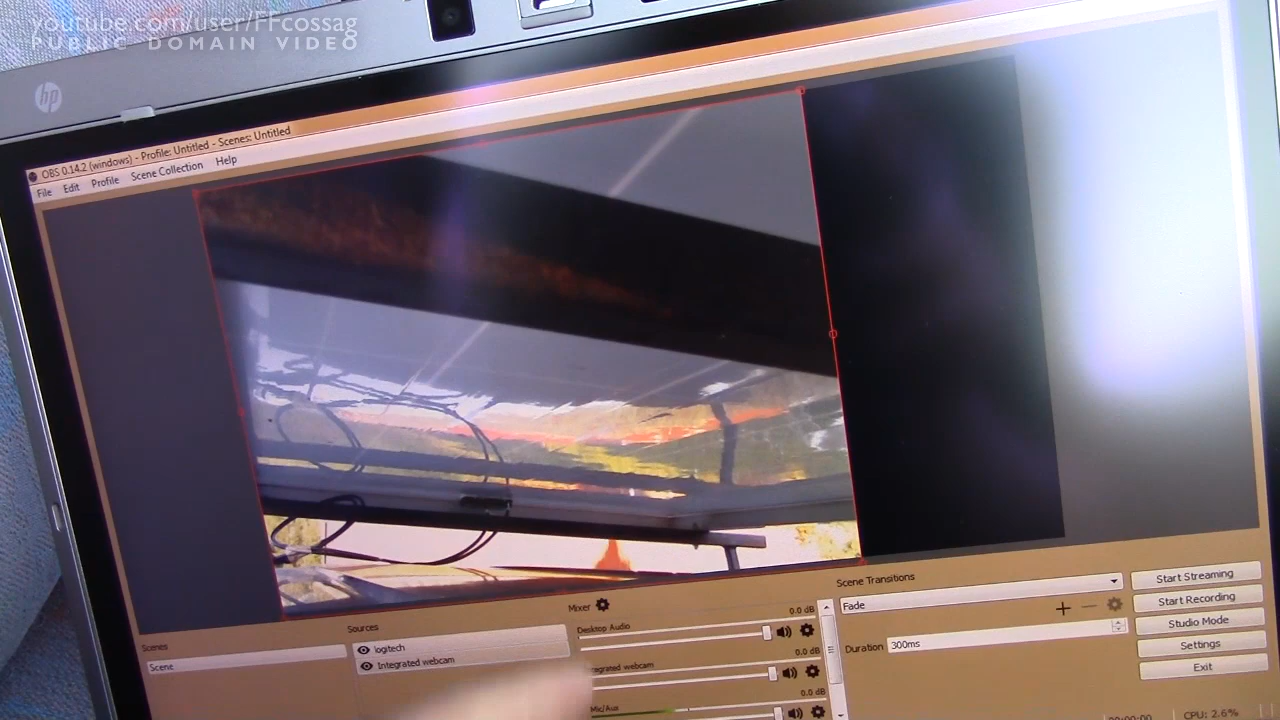 youtube.com/user/FFcossag
PUBLIC DOMAIN VIDEO
hp
OBS 0.14.2 (windows) - Profile: Untitled - Scenes: Untitled
File Edit Profile Scene Collection Help
Scenes
Scene
Sources
logitech
Integrated webcam
Mixer
0.0 dB
Desktop Audio
0.0 dB
egrated webcam
0.0 dB
Mic/Aux
Scene Transitions
Fade
Duration 300ms
Start Streaming
Start Recording
Studio Mode
Settings
Exit
CPU: 2.6%